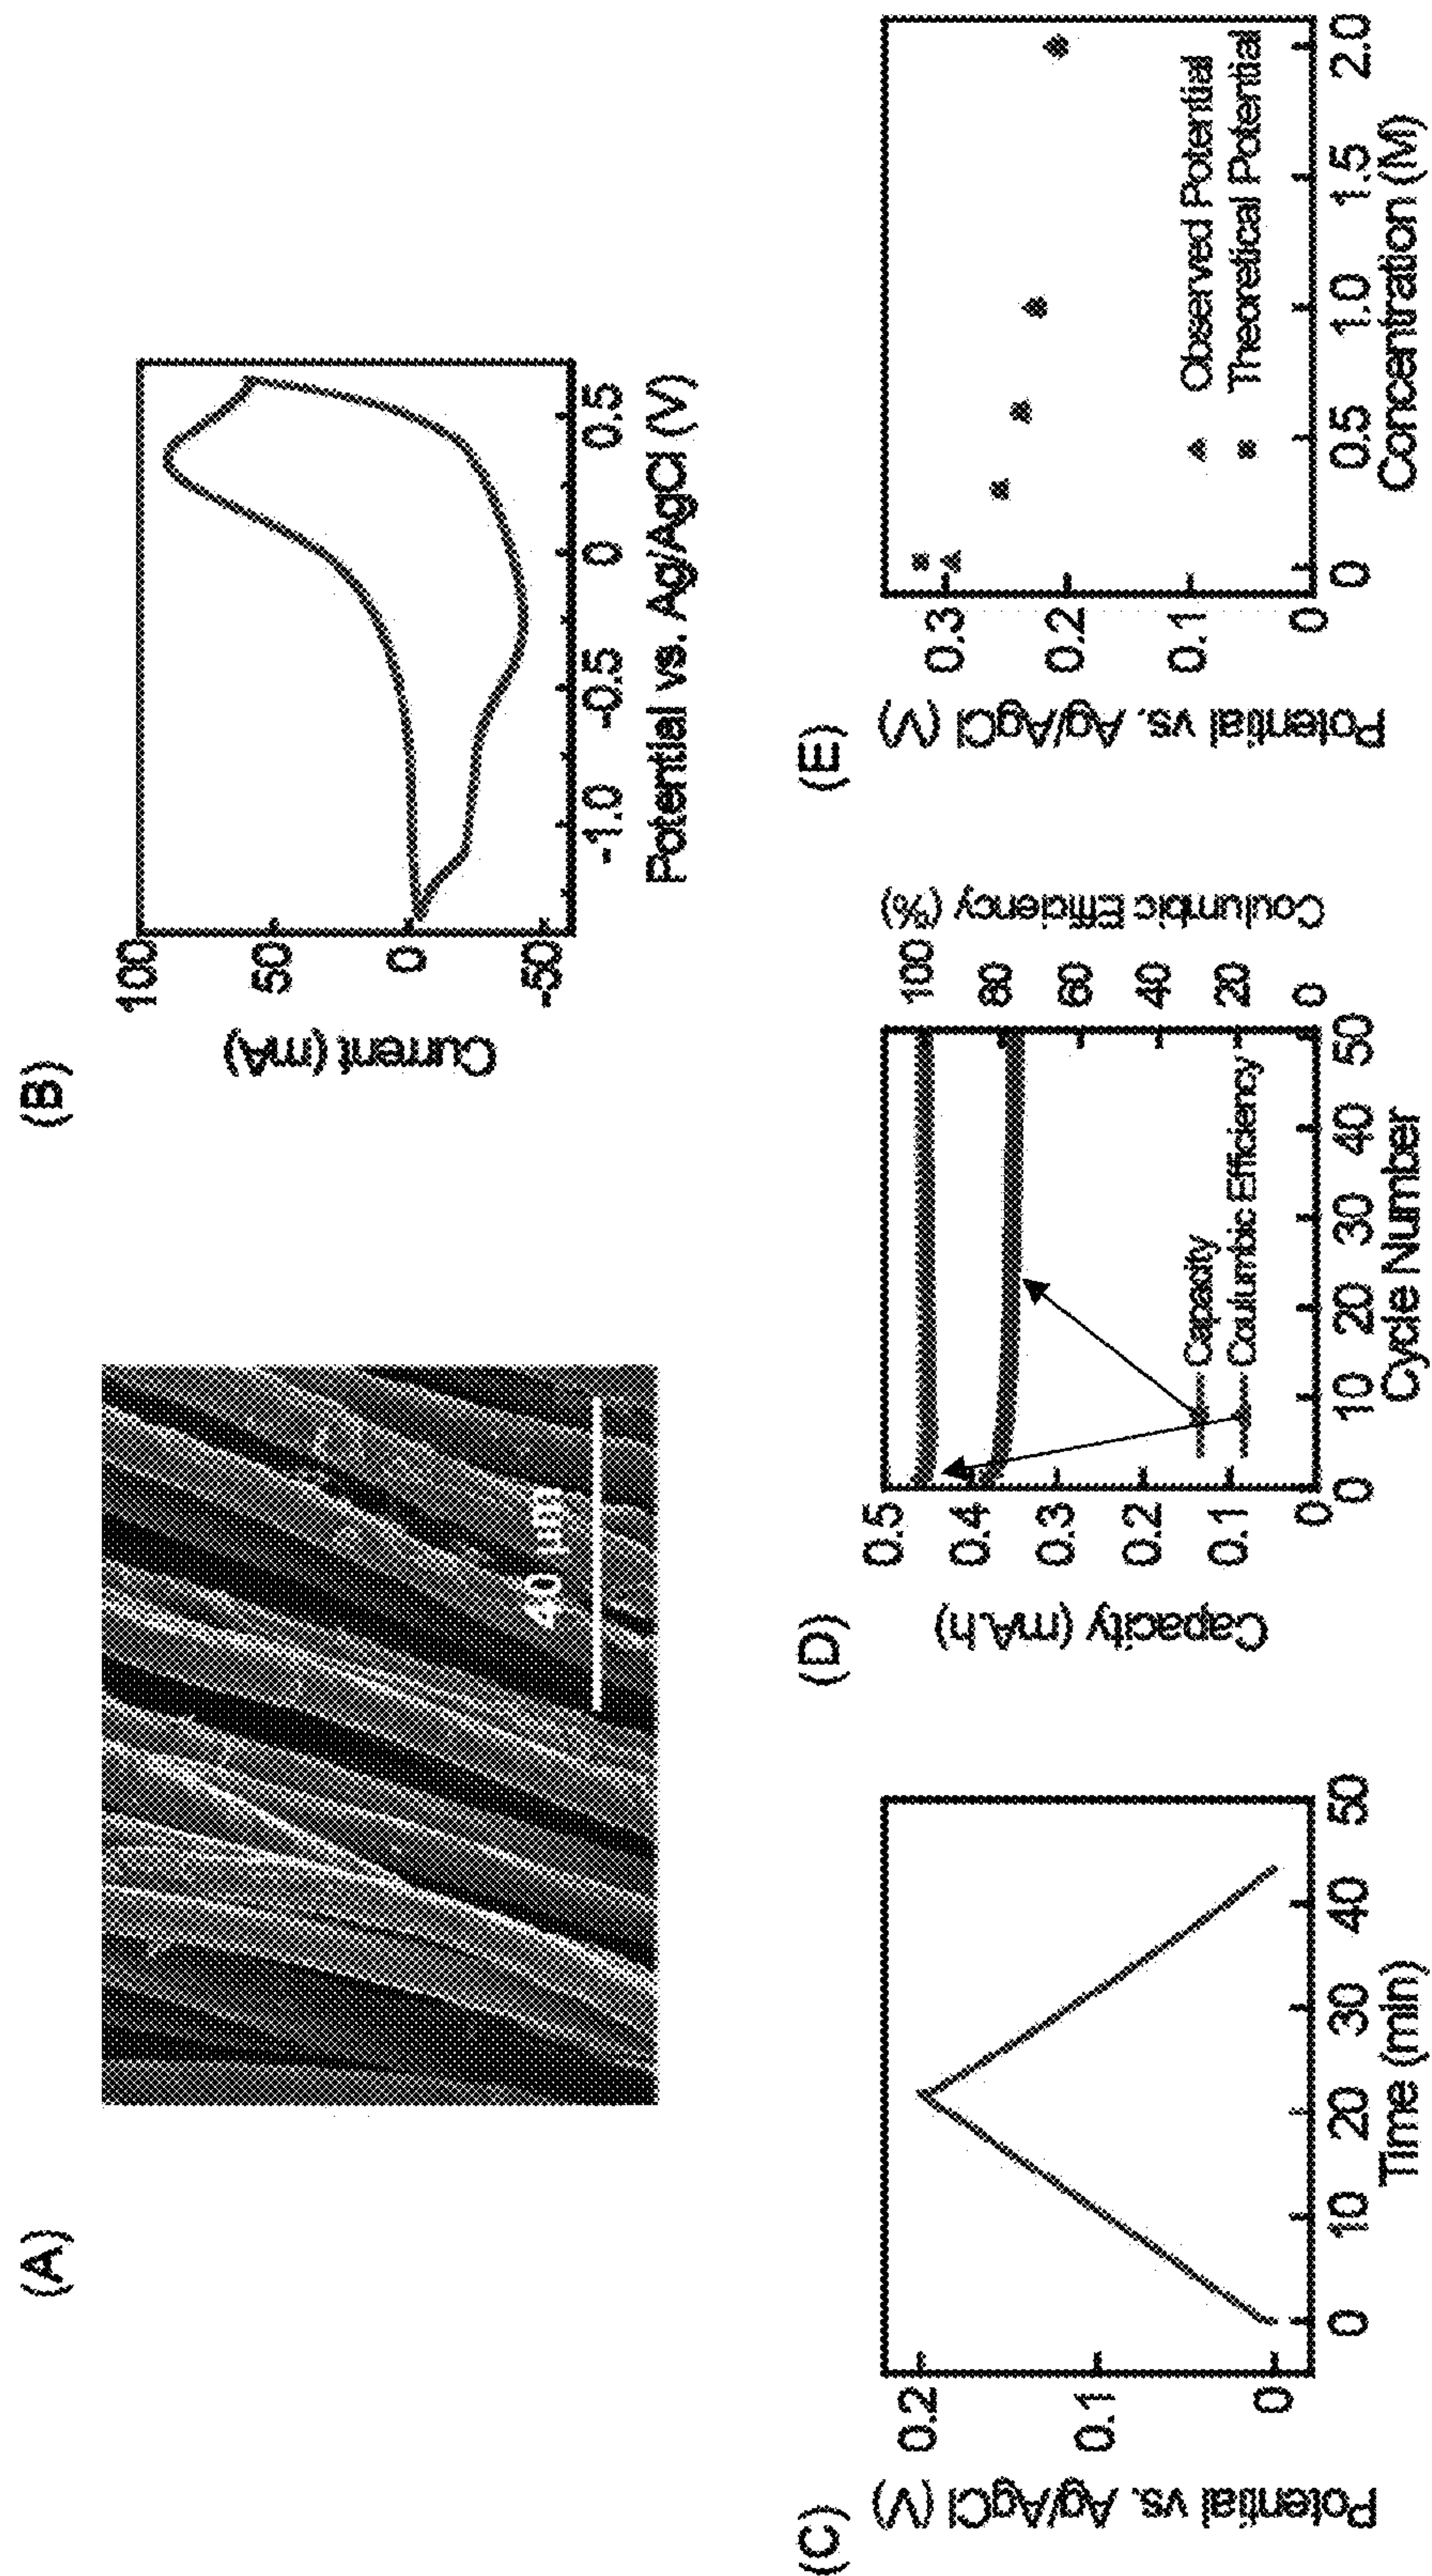 (A)
40 μm
(B)
100
50
0
-50
Current (mA)
-1.0
-0.5
0
0.5
Potential vs. Ag/AgCl (V)
(C)
Potential vs. Ag/AgCl (V)
0.2
0.1
0
0
10
20
30
40
50
Time (min)
(D)
Capacity (mA.h)
0.5
0.4
0.3
0.2
0.1
0
0
10
20
30
40
50
Cycle Number
Capacity
Coulumbic Efficiency
100
80
60
40
20
0
Coulumbic Efficiency (%)
(E)
Potential vs. Ag/AgCl (V)
0.3
0.2
0.1
0
0
0.5
1.0
1.5
2.0
Concentration (M)
Observed Potential
Theoretical Potential